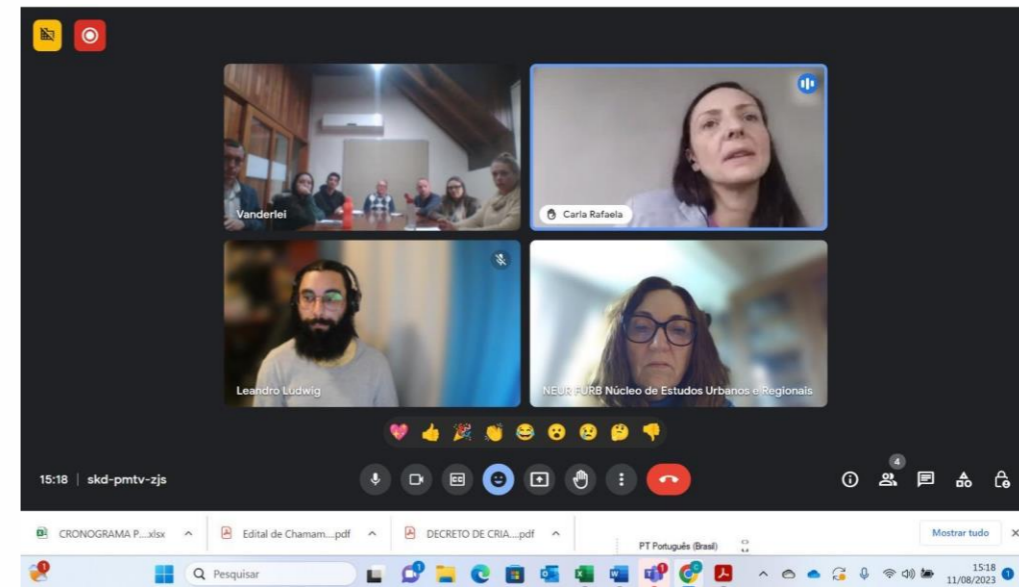 Vanderlei
Carla Rafaela
Leandro Ludwig
NEUR FURB Núcleo de Estudos Urbanos e Regionais
15:18 | skd-pmtv-zjs
4
CRONOGRAMA P...xlsx
Edital de Chamam....pdf
DECRETO DE CRIA....pdf
PT Português (Brasil)
Mostrar tudo
Pesquisar
15:18
11/08/2023